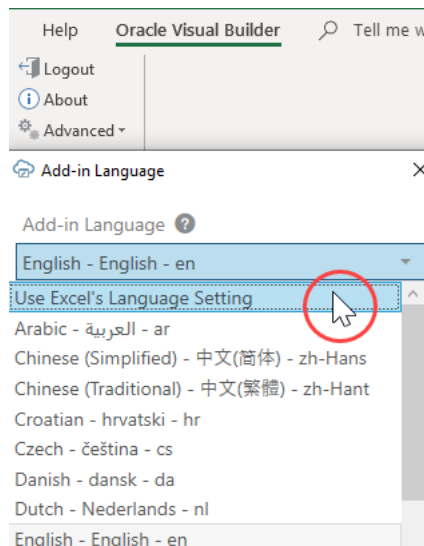 Help Oracle Visual Builder Tell me
Logout
About
Advanced
Add-in Language
Add-in Language ?
English - English - en
Use Excel's Language Setting
Arabic - العربية - ar
Chinese (Simplified) - 中文(简体) - zh-Hans
Chinese (Traditional) - 中文(繁體) - zh-Hant
Croatian - hrvatski - hr
Czech - čeština - cs
Danish - dansk - da
Dutch - Nederlands - nl
English - English - en